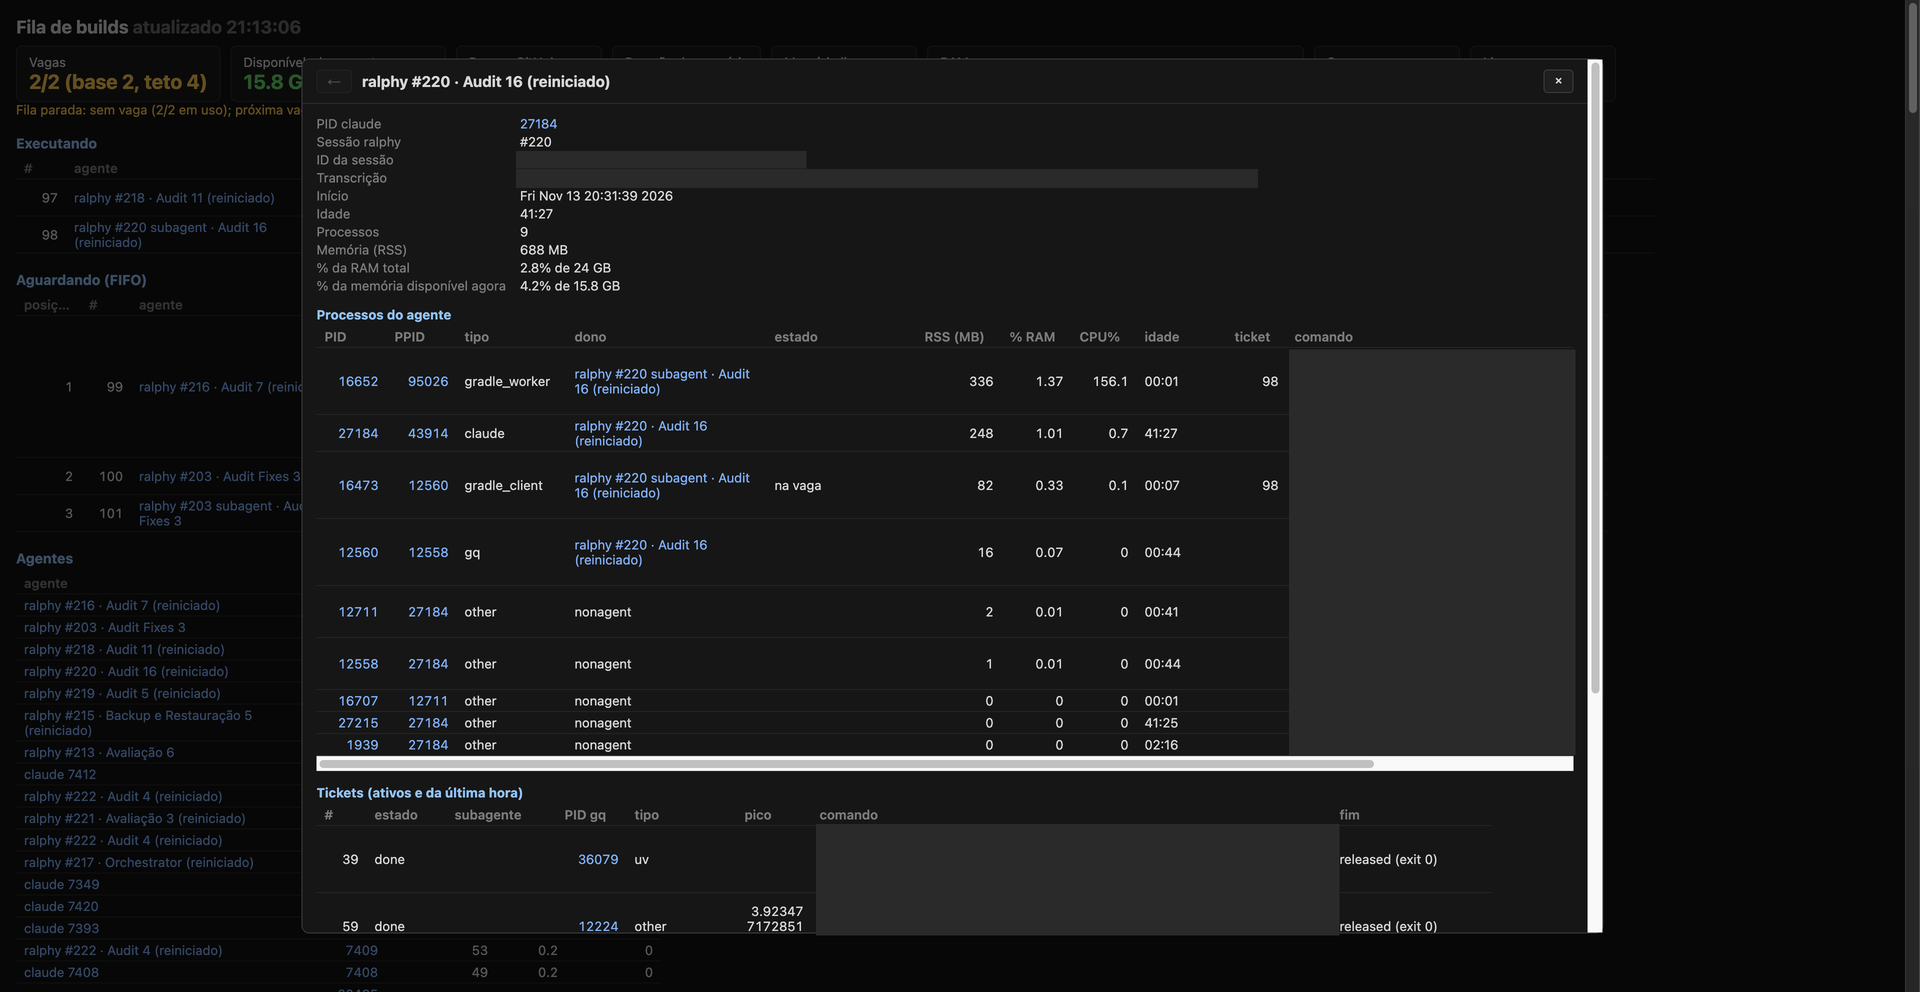 Fila de builds atualizado 21:13:06
Vagas
2/2 (base 2, teto 4)
Disponível
15.8 G
Fila parada: sem vaga (2/2 em uso); próxima va
Executando
# agente
97 ralphy #218 · Audit 11 (reiniciado)
98 ralphy #220 subagent · Audit 16
(reiniciado)
Aguardando (FIFO)
posiç... # agente
1 99 ralphy #216 · Audit 7 (reinic
2 100 ralphy #203 · Audit Fixes 3
3 101 ralphy #203 subagent · Au
Fixes 3
Agentes
agente
ralphy #216 · Audit 7 (reiniciado)
ralphy #203 · Audit Fixes 3
ralphy #218 · Audit 11 (reiniciado)
ralphy #220 · Audit 16 (reiniciado)
ralphy #219 · Audit 5 (reiniciado)
ralphy #215 · Backup e Restauração 5
(reiniciado)
ralphy #213 · Avaliação 6
claude 7412
ralphy #222 · Audit 4 (reiniciado)
ralphy #221 · Avaliação 3 (reiniciado)
ralphy #222 · Audit 4 (reiniciado)
ralphy #217 · Orchestrator (reiniciado)
claude 7349
claude 7420
claude 7393
ralphy #222 · Audit 4 (reiniciado) 7409 53 0.2 0
claude 7408 7408 49 0.2 0
← ralphy #220 · Audit 16 (reiniciado) ×
PID claude 27184
Sessão ralphy #220
ID da sessão
Transcrição
Início Fri Nov 13 20:31:39 2026
Idade 41:27
Processos 9
Memória (RSS) 688 MB
% da RAM total 2.8% de 24 GB
% da memória disponível agora 4.2% de 15.8 GB
Processos do agente
PID PPID tipo dono estado RSS (MB) % RAM CPU% idade ticket comando
16652 95026 gradle_worker ralphy #220 subagent · Audit 336 1.37 156.1 00:01 98
16 (reiniciado)
27184 43914 claude ralphy #220 · Audit 16 248 1.01 0.7 41:27
(reiniciado)
16473 12560 gradle_client ralphy #220 subagent · Audit na vaga 82 0.33 0.1 00:07 98
16 (reiniciado)
12560 12558 gq ralphy #220 · Audit 16 16 0.07 0 00:44
(reiniciado)
12711 27184 other nonagent 2 0.01 0 00:41
12558 27184 other nonagent 1 0.01 0 00:44
16707 12711 other nonagent 0 0 0 00:01
27215 27184 other nonagent 0 0 0 41:25
1939 27184 other nonagent 0 0 0 02:16
Tickets (ativos e da última hora)
# estado subagente PID gq tipo pico comando fim
39 done 36079 uv released (exit 0)
3.92347
59 done 12224 other 7172851 released (exit 0)